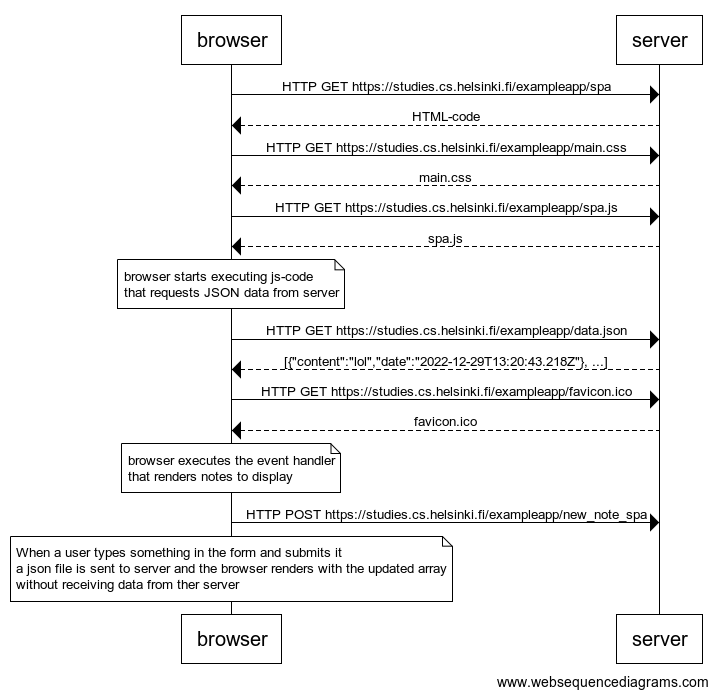 browser
server
HTTP GET https://studies.cs.helsinki.fi/exampleapp/spa
HTML-code
HTTP GET https://studies.cs.helsinki.fi/exampleapp/main.css
main.css
HTTP GET https://studies.cs.helsinki.fi/exampleapp/spa.js
spa.js
browser starts executing js-code
that requests JSON data from server
HTTP GET https://studies.cs.helsinki.fi/exampleapp/data.json
[{"content":"lol","date":"2022-12-29T13:20:43.218Z"}, ...]
HTTP GET https://studies.cs.helsinki.fi/exampleapp/favicon.ico
favicon.ico
browser executes the event handler
that renders notes to display
HTTP POST https://studies.cs.helsinki.fi/exampleapp/new_note_spa
When a user types something in the form and submits it
a json file is sent to server and the browser renders with the updated array
without receiving data from ther server
browser
server
www.websequencediagrams.com